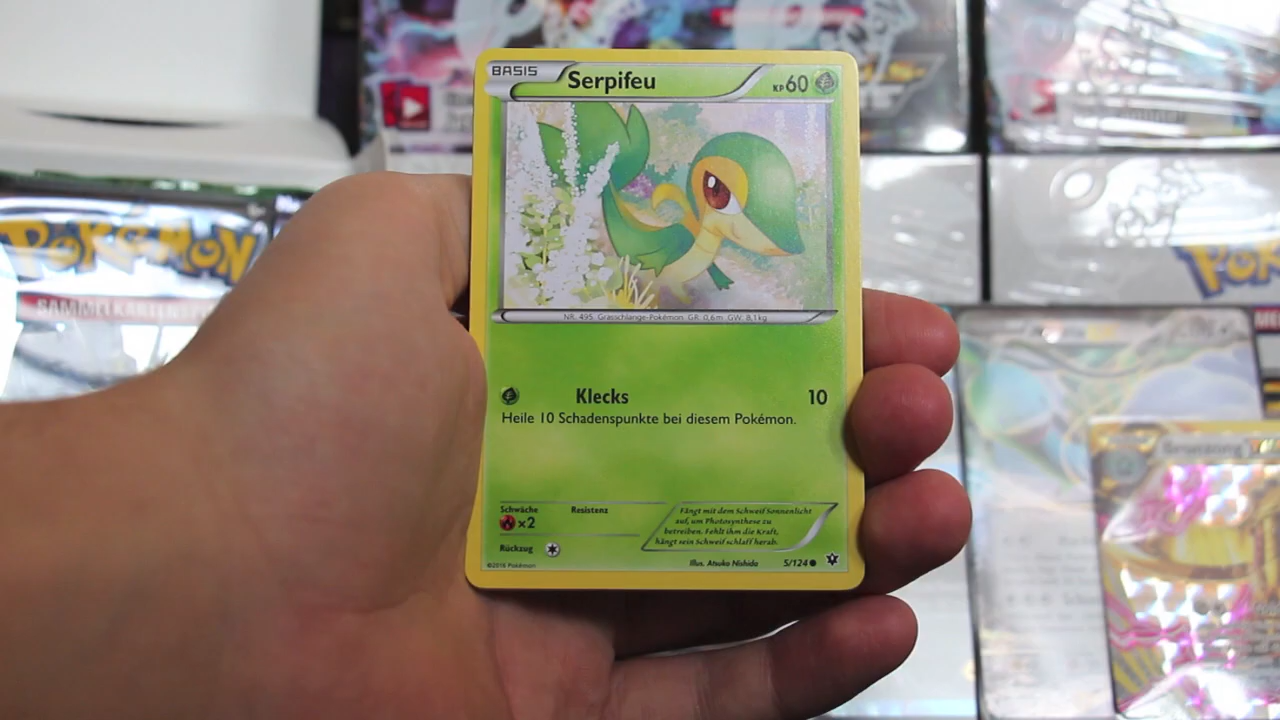 BASIS
Serpifeu
KP60
NR. 495. Grasschlange-Pokémon. GR: 0,6m GW: 8,1kg
Klecks 10
Heile 10 Schadenspunkte bei diesem Pokémon.
Schwäche Resistenz
×2
Rückzug
Fängt mit dem Schweif Sonnenlicht
auf, um Photosynthese zu
betreiben. Fehlt ihm die Kraft,
hängt sein Schweif schlaff herab.
©2016 Pokémon
Illus. Atsuko Nishida
5/124
POKÉMON